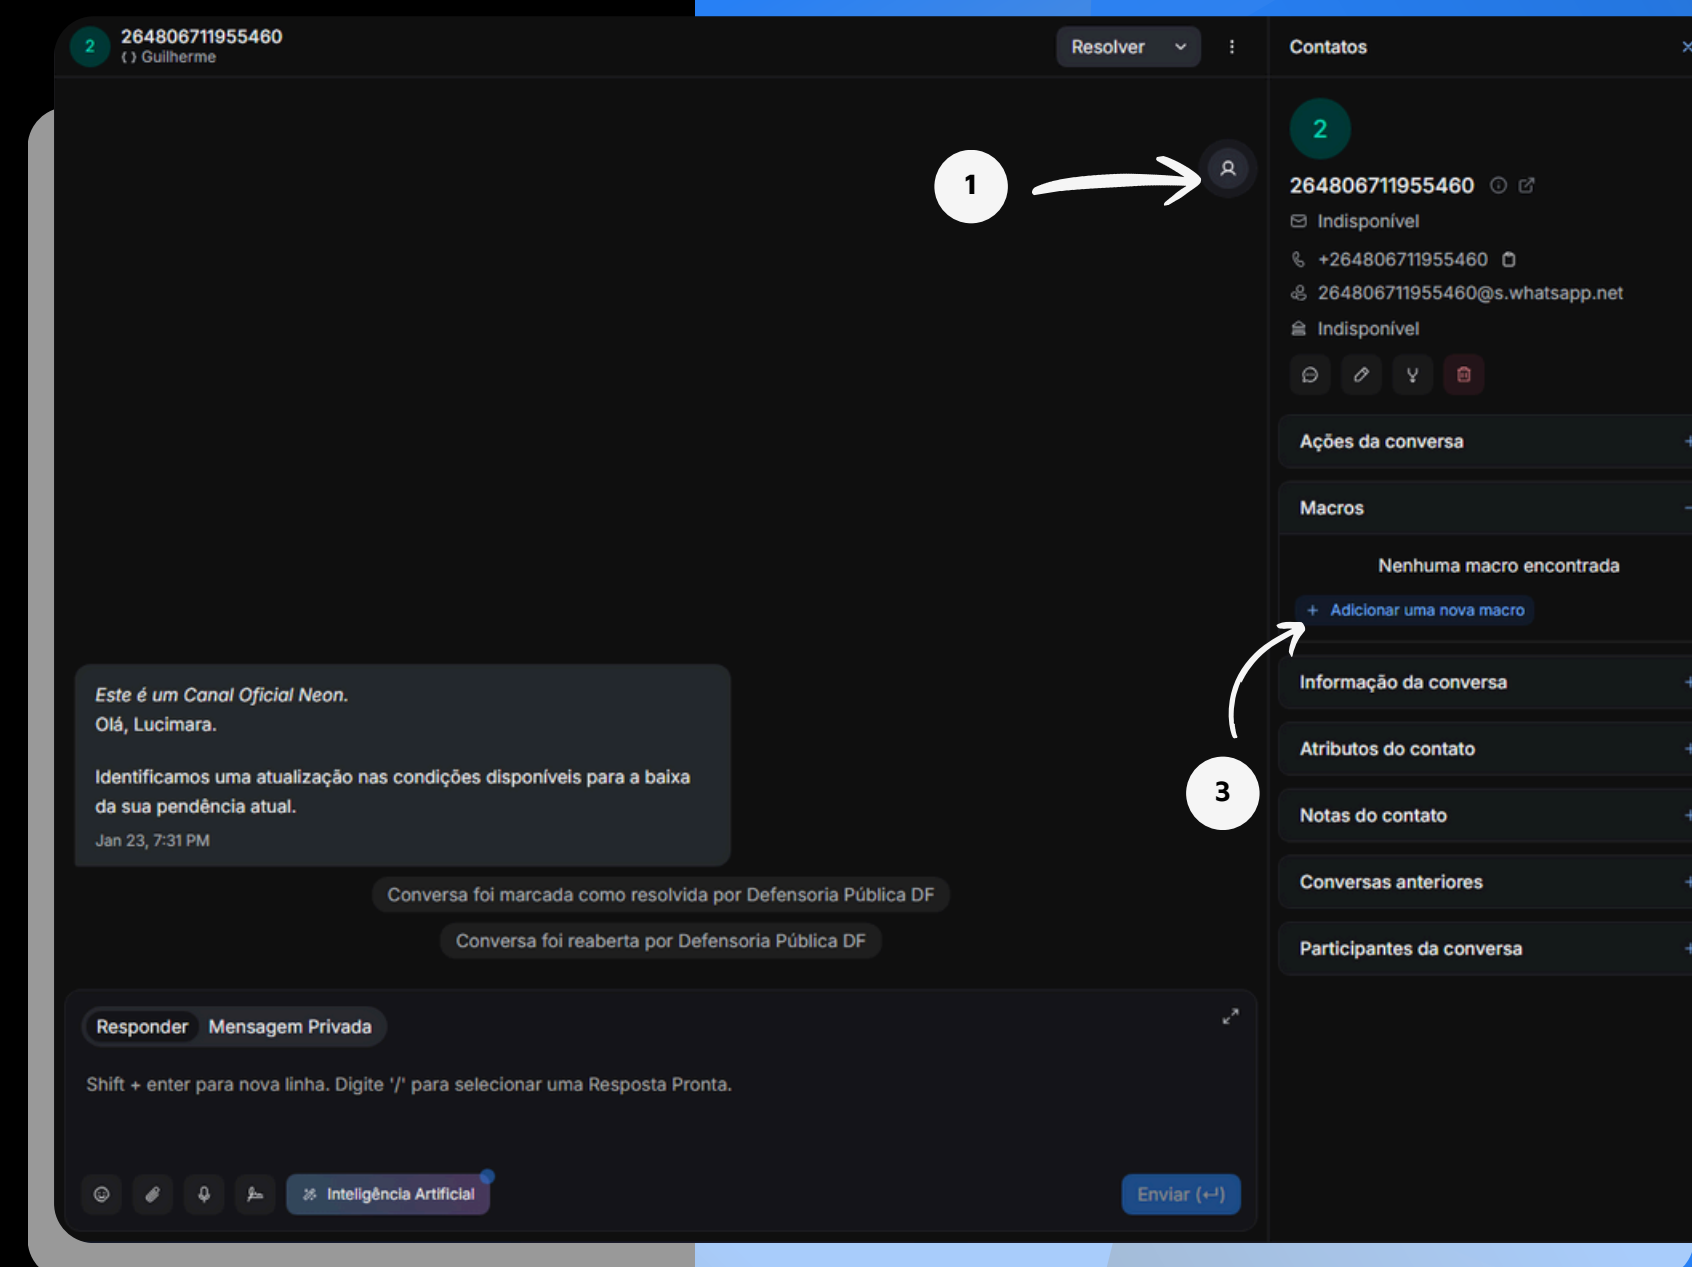 2
264806711955460
Guilherme
Resolver
Contatos
1
2
264806711955460
Indisponível
+264806711955460
264806711955460@s.whatsapp.net
Indisponível
Ações da conversa
Macros
Nenhuma macro encontrada
+ Adicionar uma nova macro
3
Informação da conversa
Atributos do contato
Notas do contato
Conversas anteriores
Participantes da conversa
Este é um Canal Oficial Neon.
Olá, Lucimara.
Identificamos uma atualização nas condições disponíveis para a baixa
da sua pendência atual.
Jan 23, 7:31 PM
Conversa foi marcada como resolvida por Defensoria Pública DF
Conversa foi reaberta por Defensoria Pública DF
Responder Mensagem Privada
Shift + enter para nova linha. Digite '/' para selecionar uma Resposta Pronta.
Inteligência Artificial
Enviar (↵)